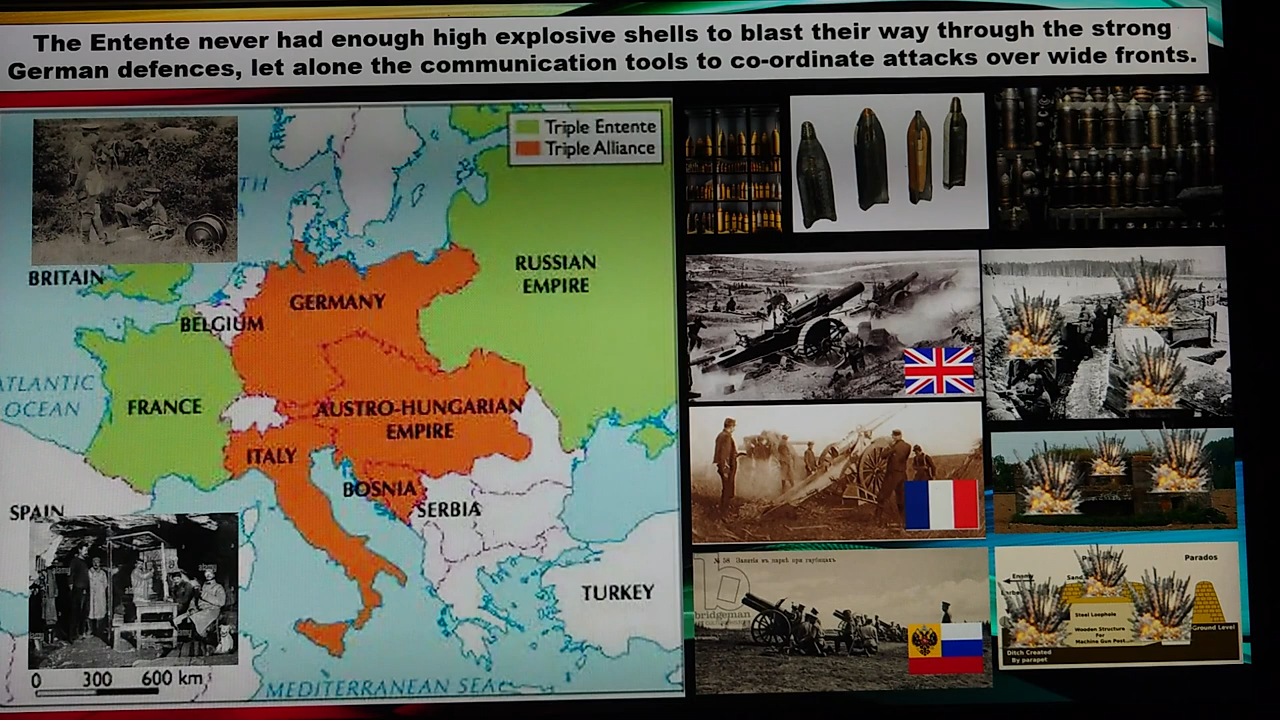 The Entente never had enough high explosive shells to blast their way through the strong
German defences, let alone the communication tools to co-ordinate attacks over wide fronts.
Triple Entente
Triple Alliance
BRITAIN
RUSSIAN
EMPIRE
GERMANY
BELGIUM
ATLANTIC
OCEAN
FRANCE
AUSTRO-HUNGARIAN
EMPIRE
ITALY
BOSNIA
SERBIA
SPAIN
TURKEY
0 300 600 km
MEDITERRANEAN SEA
bridgeman
Parados
Enemy
Steel Loophole
Wooden Structure
For
Machine Gun Post
Ground Level
Ditch Created
By parapet